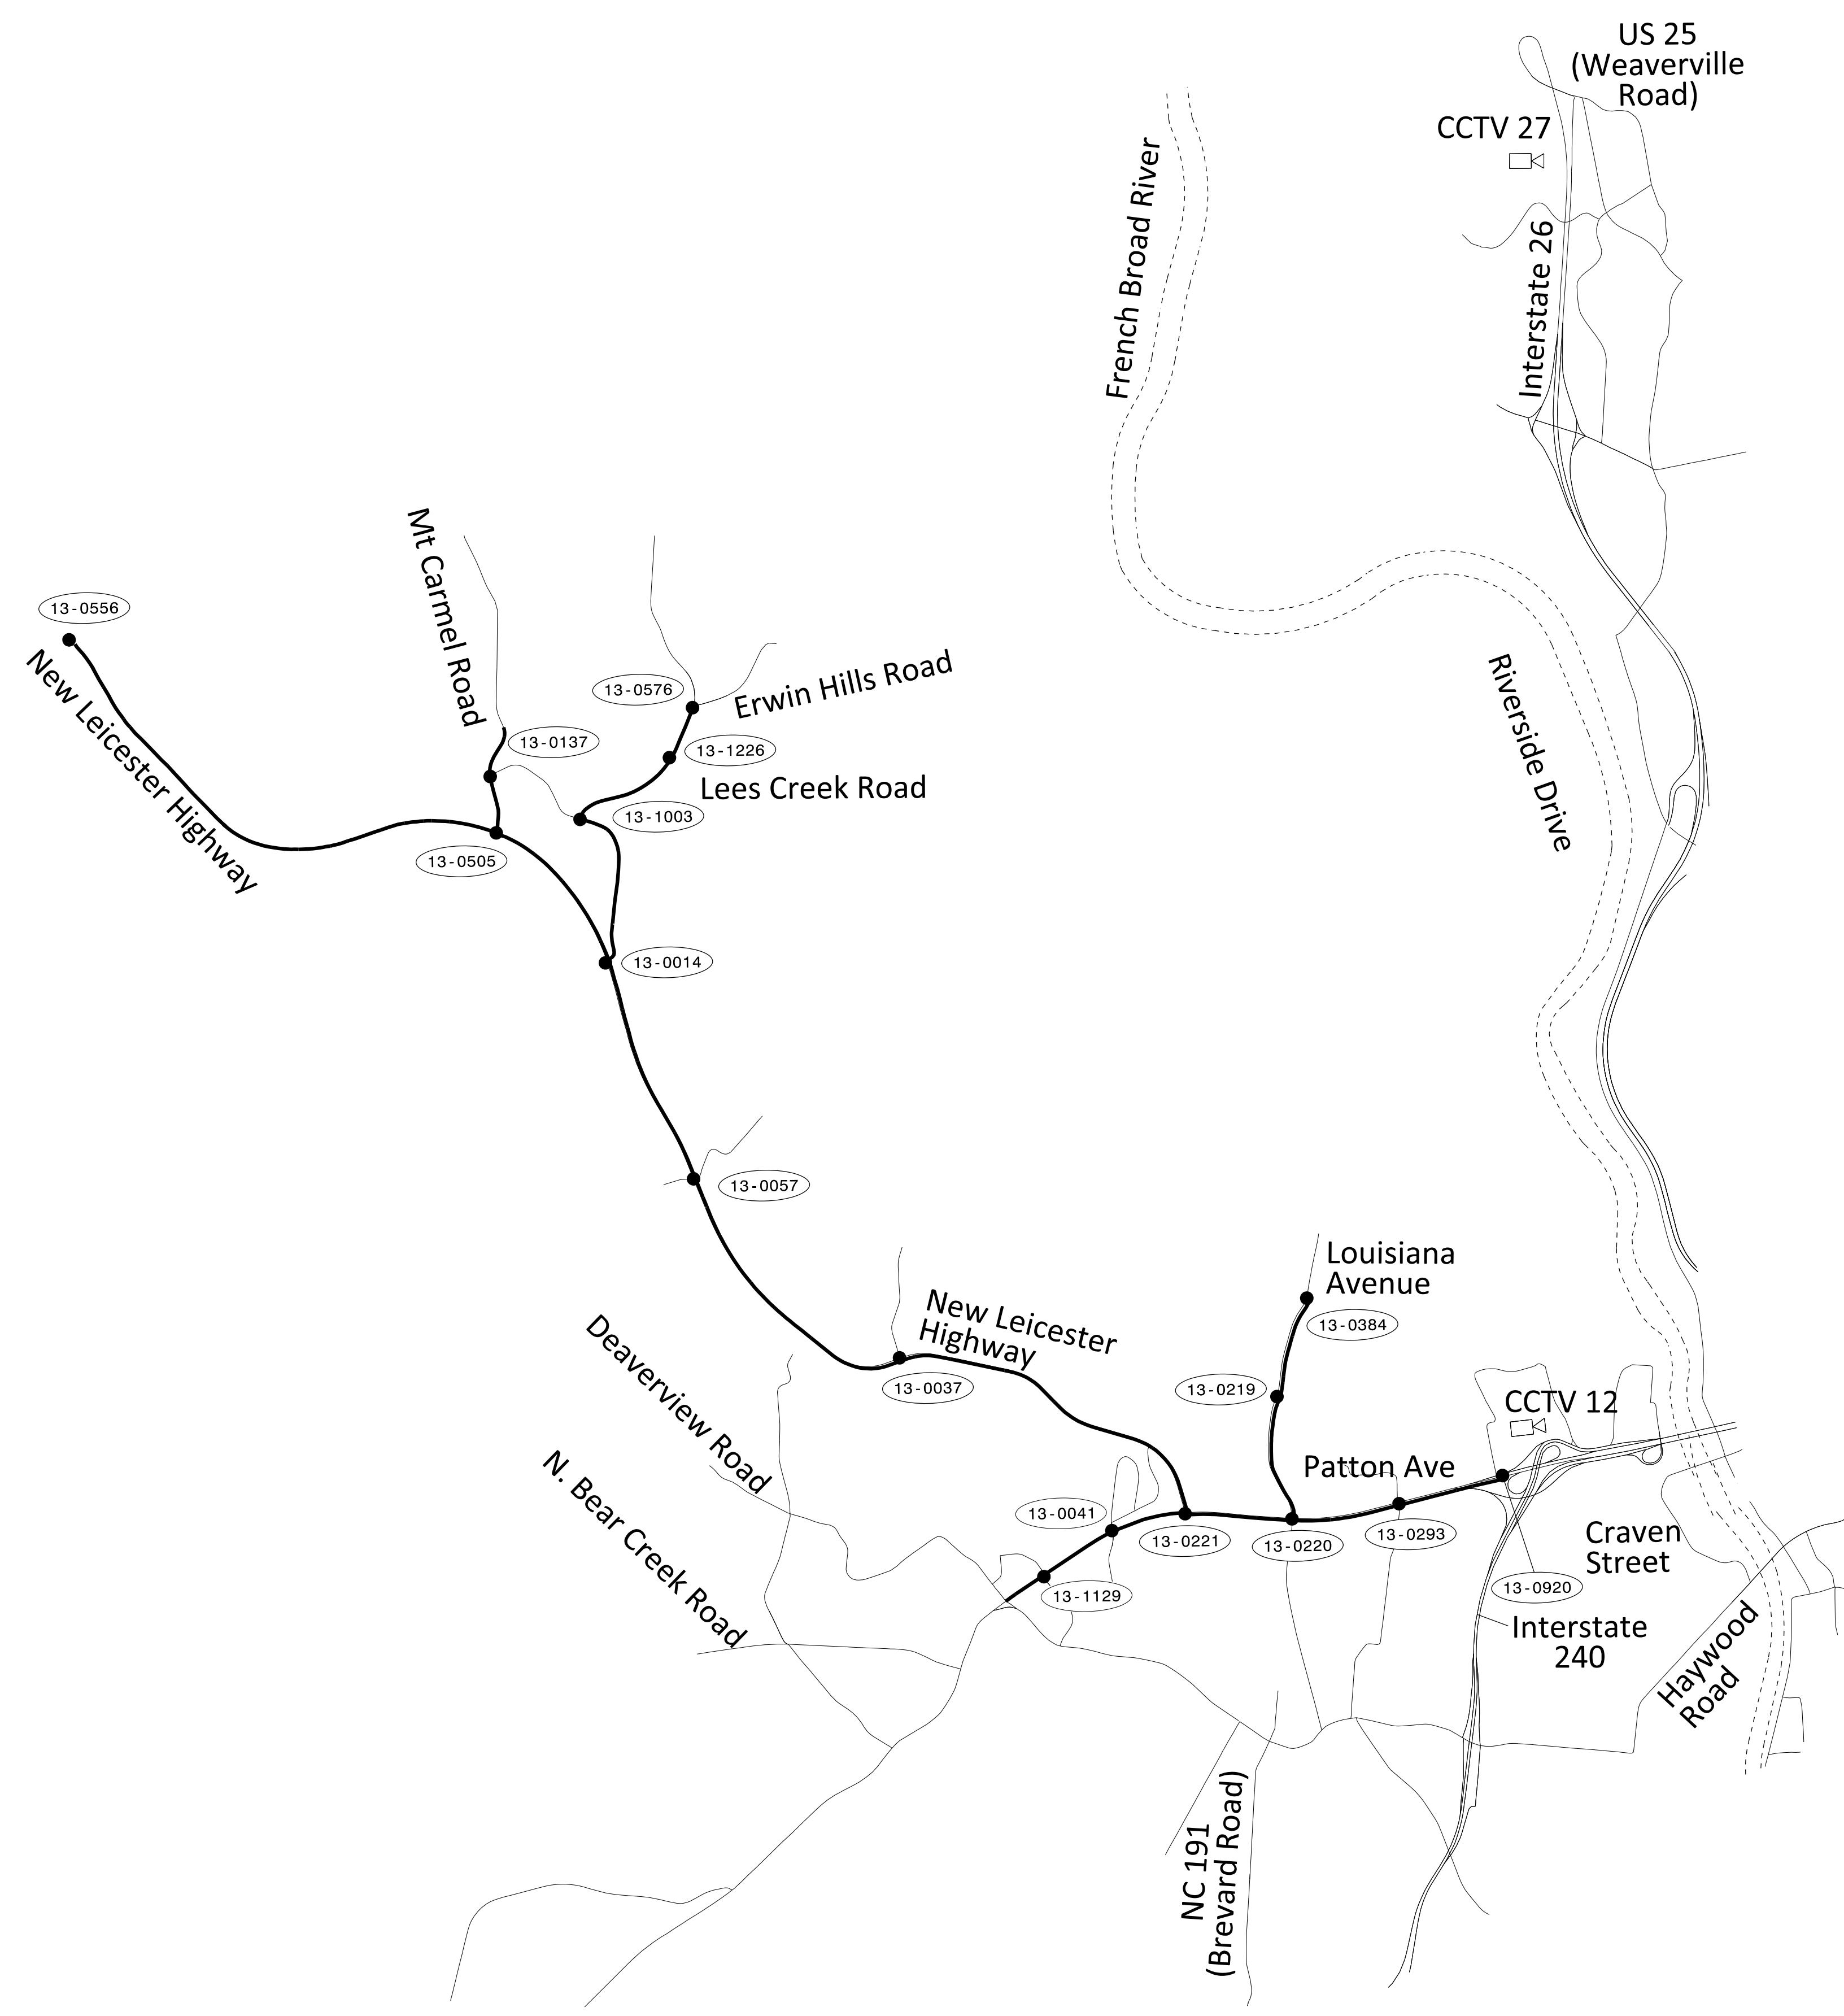 US 25
(Weaverville
Road)
CCTV 27
French Broad River
Interstate 26
Mt Carmel Road
13-0556
New Leicester Highway
13-0576
Erwin Hills Road
13-0137
13-1226
Lees Creek Road
13-1003
13-0505
Riverside Drive
13-0014
13-0057
Louisiana
Avenue
13-0384
New Leicester
Highway
13-0037
13-0219
Deaverview Road
CCTV 12
Patton Ave
N. Bear Creek Road
13-0041
13-0221
13-0220
13-0293
Craven
Street
13-0920
13-1129
Interstate
240
Haywood
Road
NC 191
(Brevard Road)